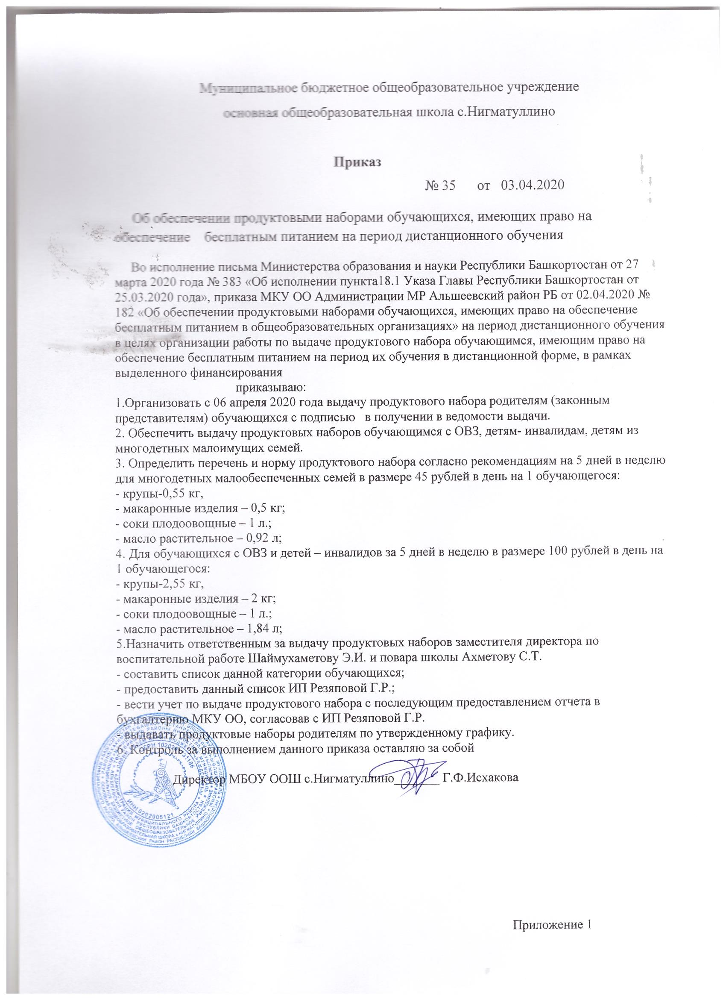 Муниципальное бюджетное общеобразовательное учреждение
основная общеобразовательная школа с.Нигматуллино
Приказ
№ 35 от 03.04.2020
Об обеспечении продуктовыми наборами обучающихся, имеющих право на
обеспечение бесплатным питанием на период дистанционного обучения
Во исполнение письма Министерства образования и науки Республики Башкортостан от 27
марта 2020 года № 383 «Об исполнении пункта18.1 Указа Главы Республики Башкортостан от
25.03.2020 года», приказа МКУ ОО Администрации МР Альшеевский район РБ от 02.04.2020 №
182 «Об обеспечении продуктовыми наборами обучающихся, имеющих право на обеспечение
бесплатным питанием в общеобразовательных организациях» на период дистанционного обучения
в целях организации работы по выдаче продуктового набора обучающимся, имеющим право на
обеспечение бесплатным питанием на период их обучения в дистанционной форме, в рамках
выделенного финансирования
приказываю:
1.Организовать с 06 апреля 2020 года выдачу продуктового набора родителям (законным
представителям) обучающихся с подписью в получении в ведомости выдачи.
2. Обеспечить выдачу продуктовых наборов обучающимся с ОВЗ, детям- инвалидам, детям из
многодетных малоимущих семей.
3. Определить перечень и норму продуктового набора согласно рекомендациям на 5 дней в неделю
для многодетных малообеспеченных семей в размере 45 рублей в день на 1 обучающегося:
- крупы-0,55 кг,
- макаронные изделия – 0,5 кг;
- соки плодоовощные – 1 л.;
- масло растительное – 0,92 л;
4. Для обучающихся с ОВЗ и детей – инвалидов за 5 дней в неделю в размере 100 рублей в день на
1 обучающегося:
- крупы-2,55 кг,
- макаронные изделия – 2 кг;
- соки плодоовощные – 1 л.;
- масло растительное – 1,84 л;
5.Назначить ответственным за выдачу продуктовых наборов заместителя директора по
воспитательной работе Шаймухаметову Э.И. и повара школы Ахметову С.Т.
- составить список данной категории обучающихся;
- предоставить данный список ИП Резяповой Г.Р.;
- вести учет по выдаче продуктового набора с последующим предоставлением отчета в
бухгалтерию МКУ ОО, согласовав с ИП Резяповой Г.Р.
- выдавать продуктовые наборы родителям по утвержденному графику.
6. Контроль за выполнением данного приказа оставляю за собой
Директор МБОУ ООШ с.Нигматуллино_______ Г.Ф.Исхакова
ИНН 0202005121
Приложение 1